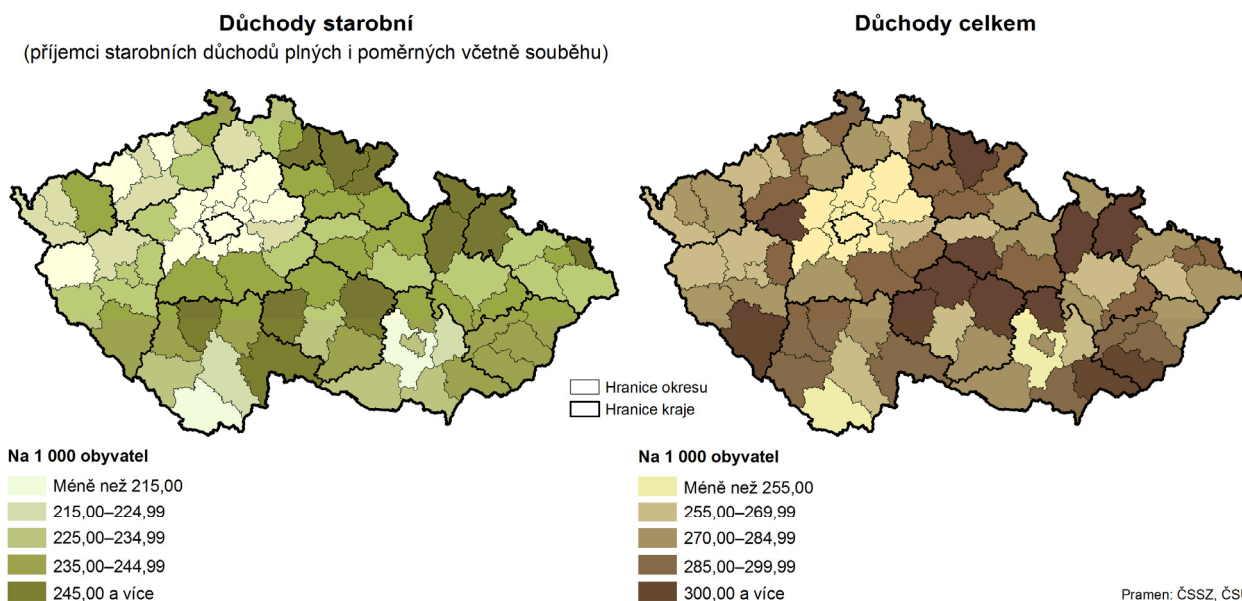 Důchody starobní
(příjemci starobních důchodů plných i poměrných včetně souběhu)
Důchody celkem
Hranice okresu
Hranice kraje
Na 1 000 obyvatel
Méně než 215,00
215,00–224,99
225,00–234,99
235,00–244,99
245,00 a více
Na 1 000 obyvatel
Méně než 255,00
255,00–269,99
270,00–284,99
285,00–299,99
300,00 a více
Pramen: ČSSZ, ČSÚ